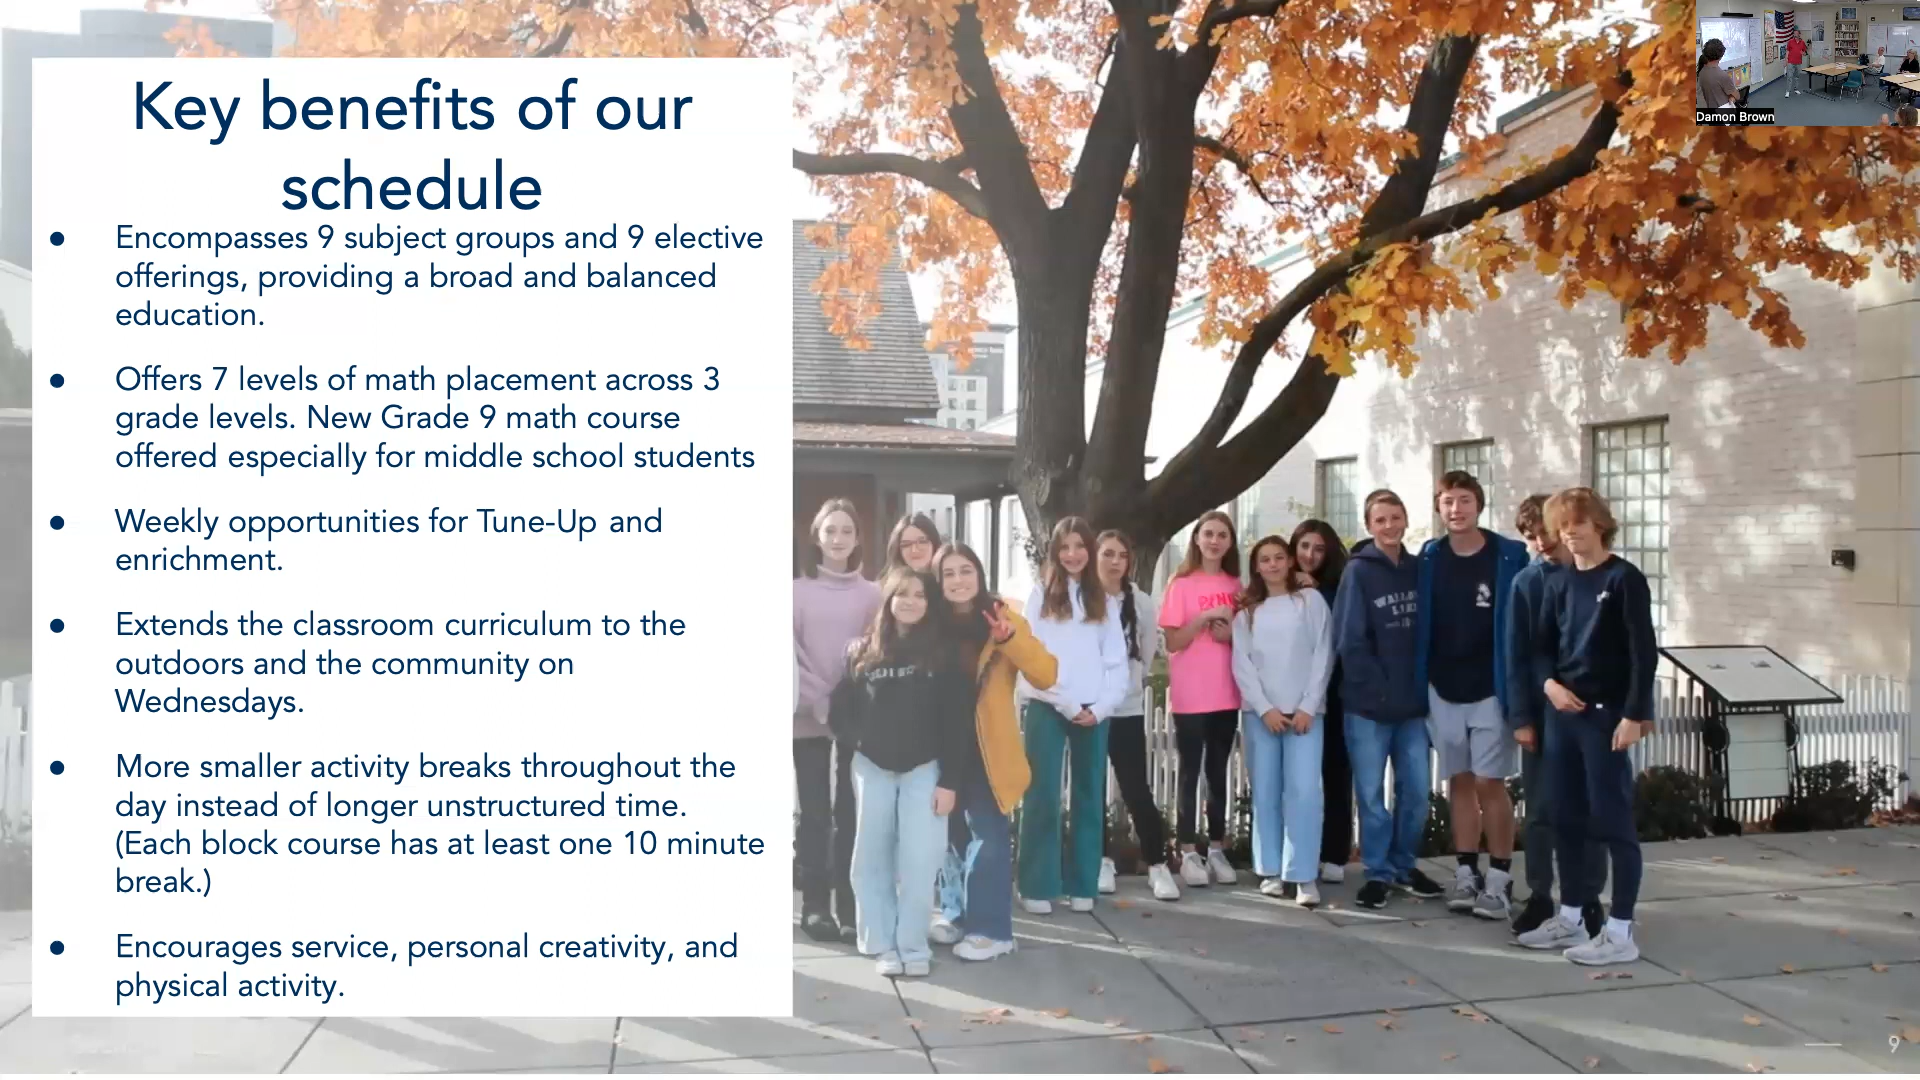 Key benefits of our
schedule
● Encompasses 9 subject groups and 9 elective
offerings, providing a broad and balanced
education.
● Offers 7 levels of math placement across 3
grade levels. New Grade 9 math course
offered especially for middle school students
● Weekly opportunities for Tune-Up and
enrichment.
● Extends the classroom curriculum to the
outdoors and the community on
Wednesdays.
● More smaller activity breaks throughout the
day instead of longer unstructured time.
(Each block course has at least one 10 minute
break.)
● Encourages service, personal creativity, and
physical activity.
Damon Brown
PINK
9